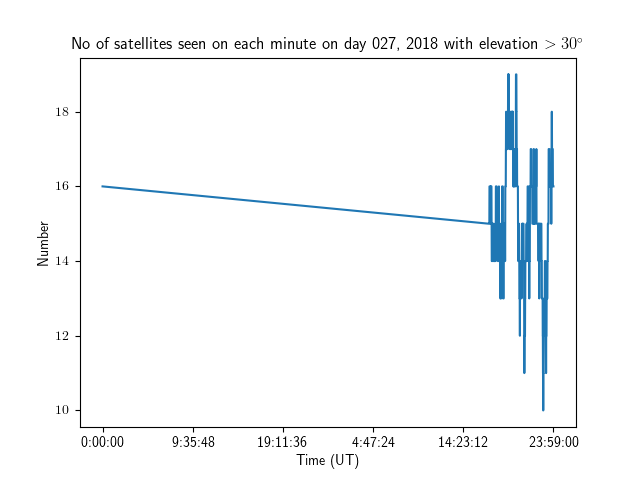 No of satellites seen on each minute on day 027, 2018 with elevation > 30°
18
16
14
12
10
Number
0:00:00 9:35:48 19:11:36 4:47:24 14:23:12 23:59:00
Time (UT)